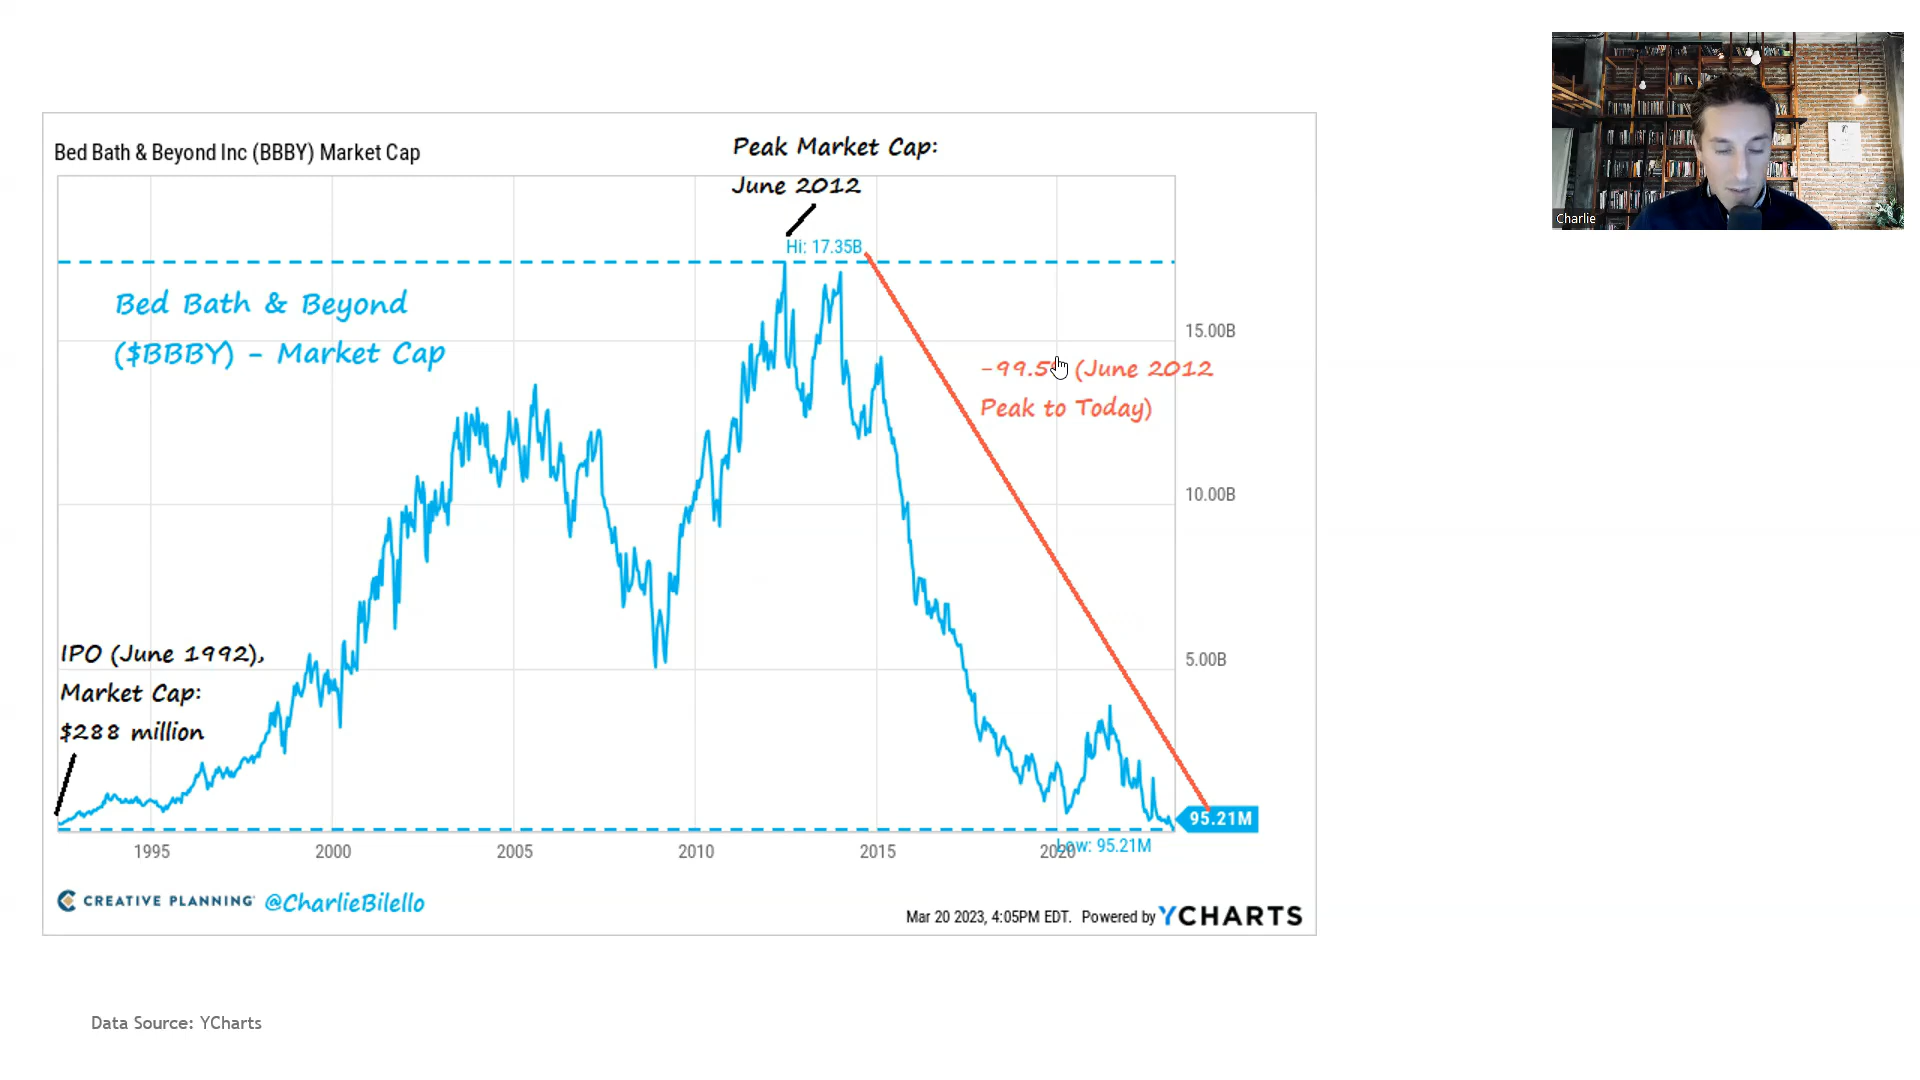 Charlie
Bed Bath & Beyond Inc (BBBY) Market Cap
Peak Market Cap:
June 2012
Hi: 17.35B
Bed Bath & Beyond
($BBBY) - Market Cap
15.00B
(June 2012
Peak to Today)
10.00B
IPO (June 1992),
Market Cap:
$288 million
5.00B
95.21M
Low: 95.21M
1995 2000 2005 2010 2015 2020
CREATIVE PLANNING @CharlieBilello
Mar 20 2023, 4:05PM EDT. Powered by YCHARTS
Data Source: YCharts